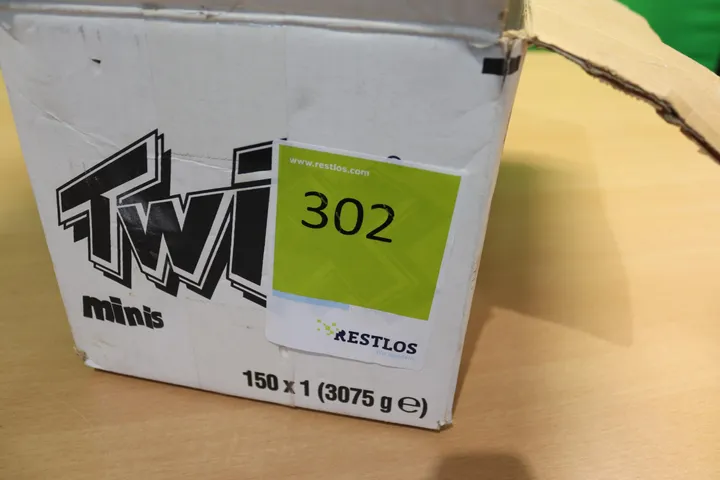 Twi
minis
www.restlos.com
302
RESTLOS
150 x 1 (3075 g ℮)